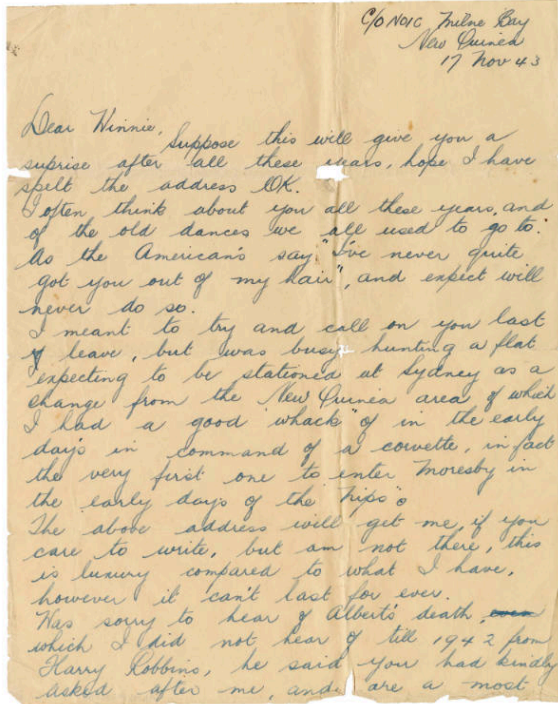 C/O NOIC Milne Bay
New Guinea
17 Nov 43
Dear Winnie,
Suppose this will give you a
suprise after all these years, hope I have
spelt the address OK.
I often think about you all these years, and
of the old dances we all used to go to.
As the American's say "I've never quite
got you out of my hair", and expect will
never do so.
I meant to try and call on you last
leave, but was busy hunting a flat
expecting to be stationed at Sydney as a
change from the New Guinea area of which
I had a good "whack" of in the early
days in command of a corvette, in fact
the very first one to enter Moresby in
the early days of the Nips".
The above address will get me, if you
care to write, but am not there, this
is luxury compared to what I have,
however it can't last for ever.
Was sorry to hear of Albert's death, even
which I did not hear of till 1942 from
Harry Robbins, he said you had kindly
asked after me, and are a most